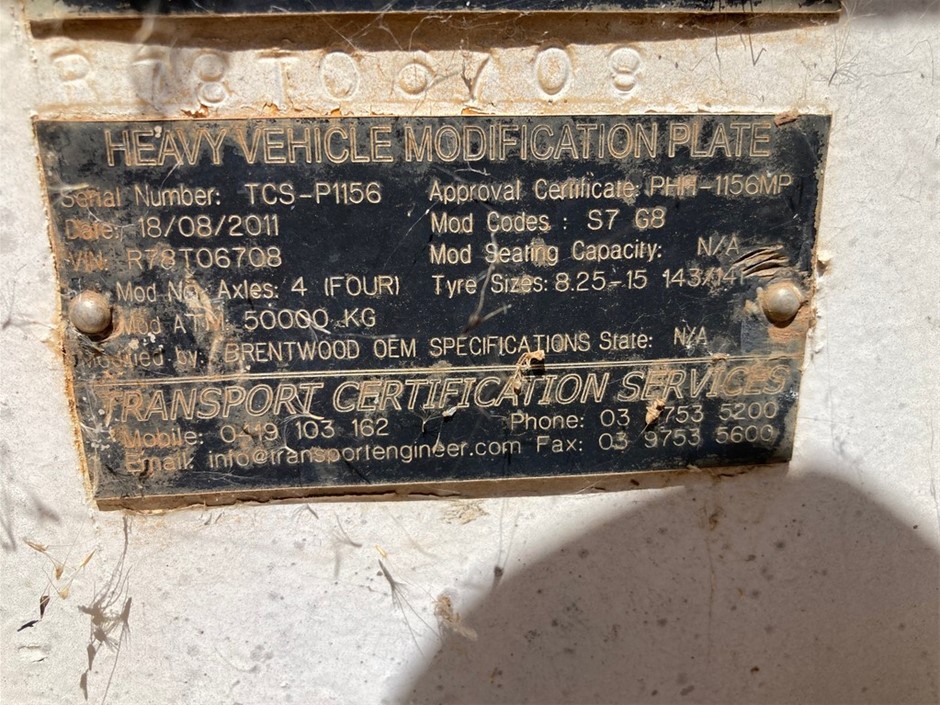 R78T06708
HEAVY VEHICLE MODIFICATION PLATE
Serial Number: TCS-P1156 Approval Certificate: PHH-1156MP
Date: 18/08/2011 Mod Codes: S7 G8
VIN: R78T06708 Mod Seating Capacity: N/A
Mod No. Axles: 4 (FOUR) Tyre Sizes: 8.25-15
Mod ATM 50000 KG
Modified by: BRENTWOOD OEM SPECIFICATIONS State: N/A
TRANSPORT CERTIFICATION SERVICES
Mobile: 0419 103 162 Phone: 03 9753 5200
Email: info@transportengineer.com Fax: 03 9753 5600